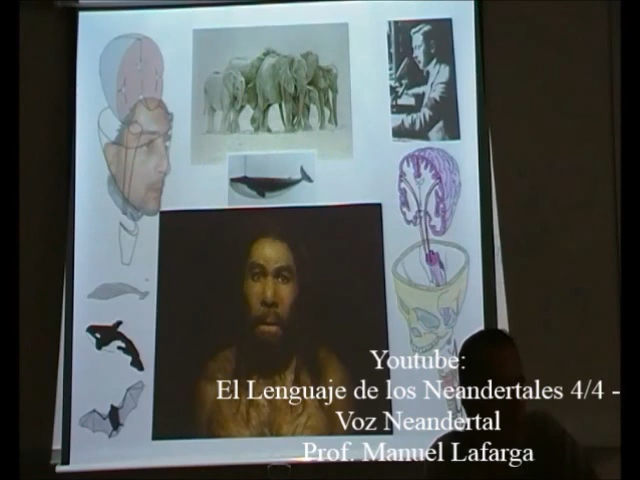 Youtube:
El Lenguaje de los Neandertales 4/4 -
Voz Neandertal
Prof. Manuel Lafarga